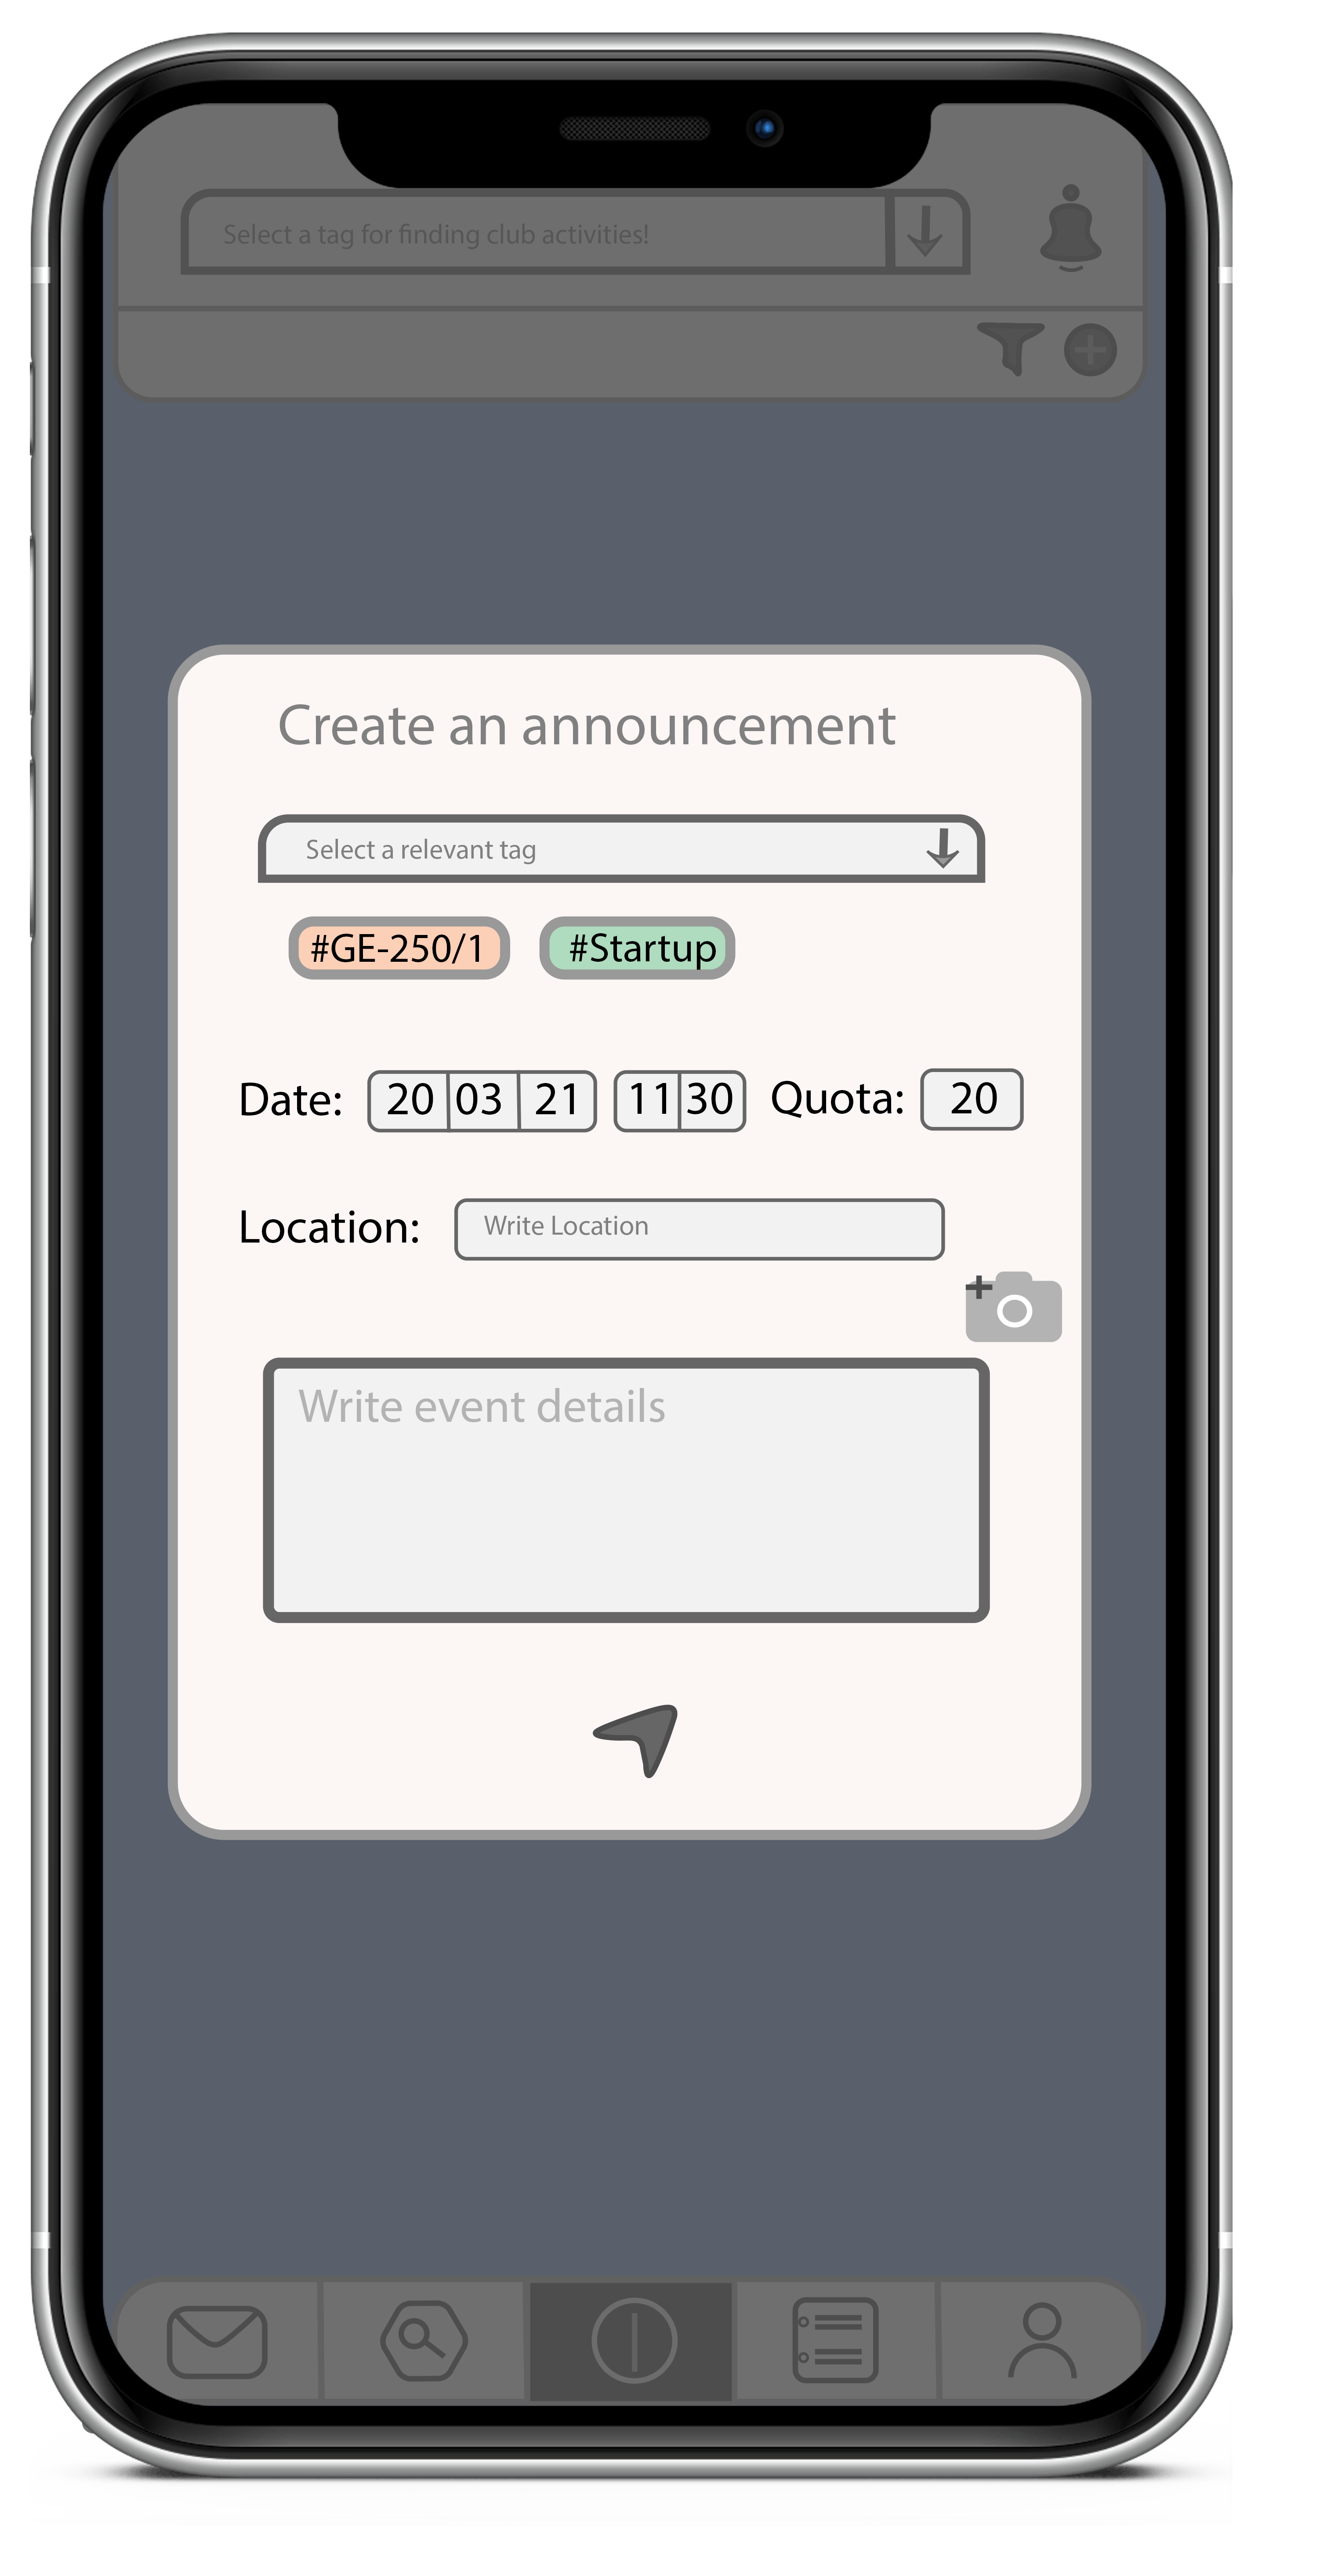 Select a tag for finding club activities!
Create an announcement
Select a relevant tag
#GE-250/1 #Startup
Date: 20 03 21 11 30 Quota: 20
Location: Write Location
Write event details